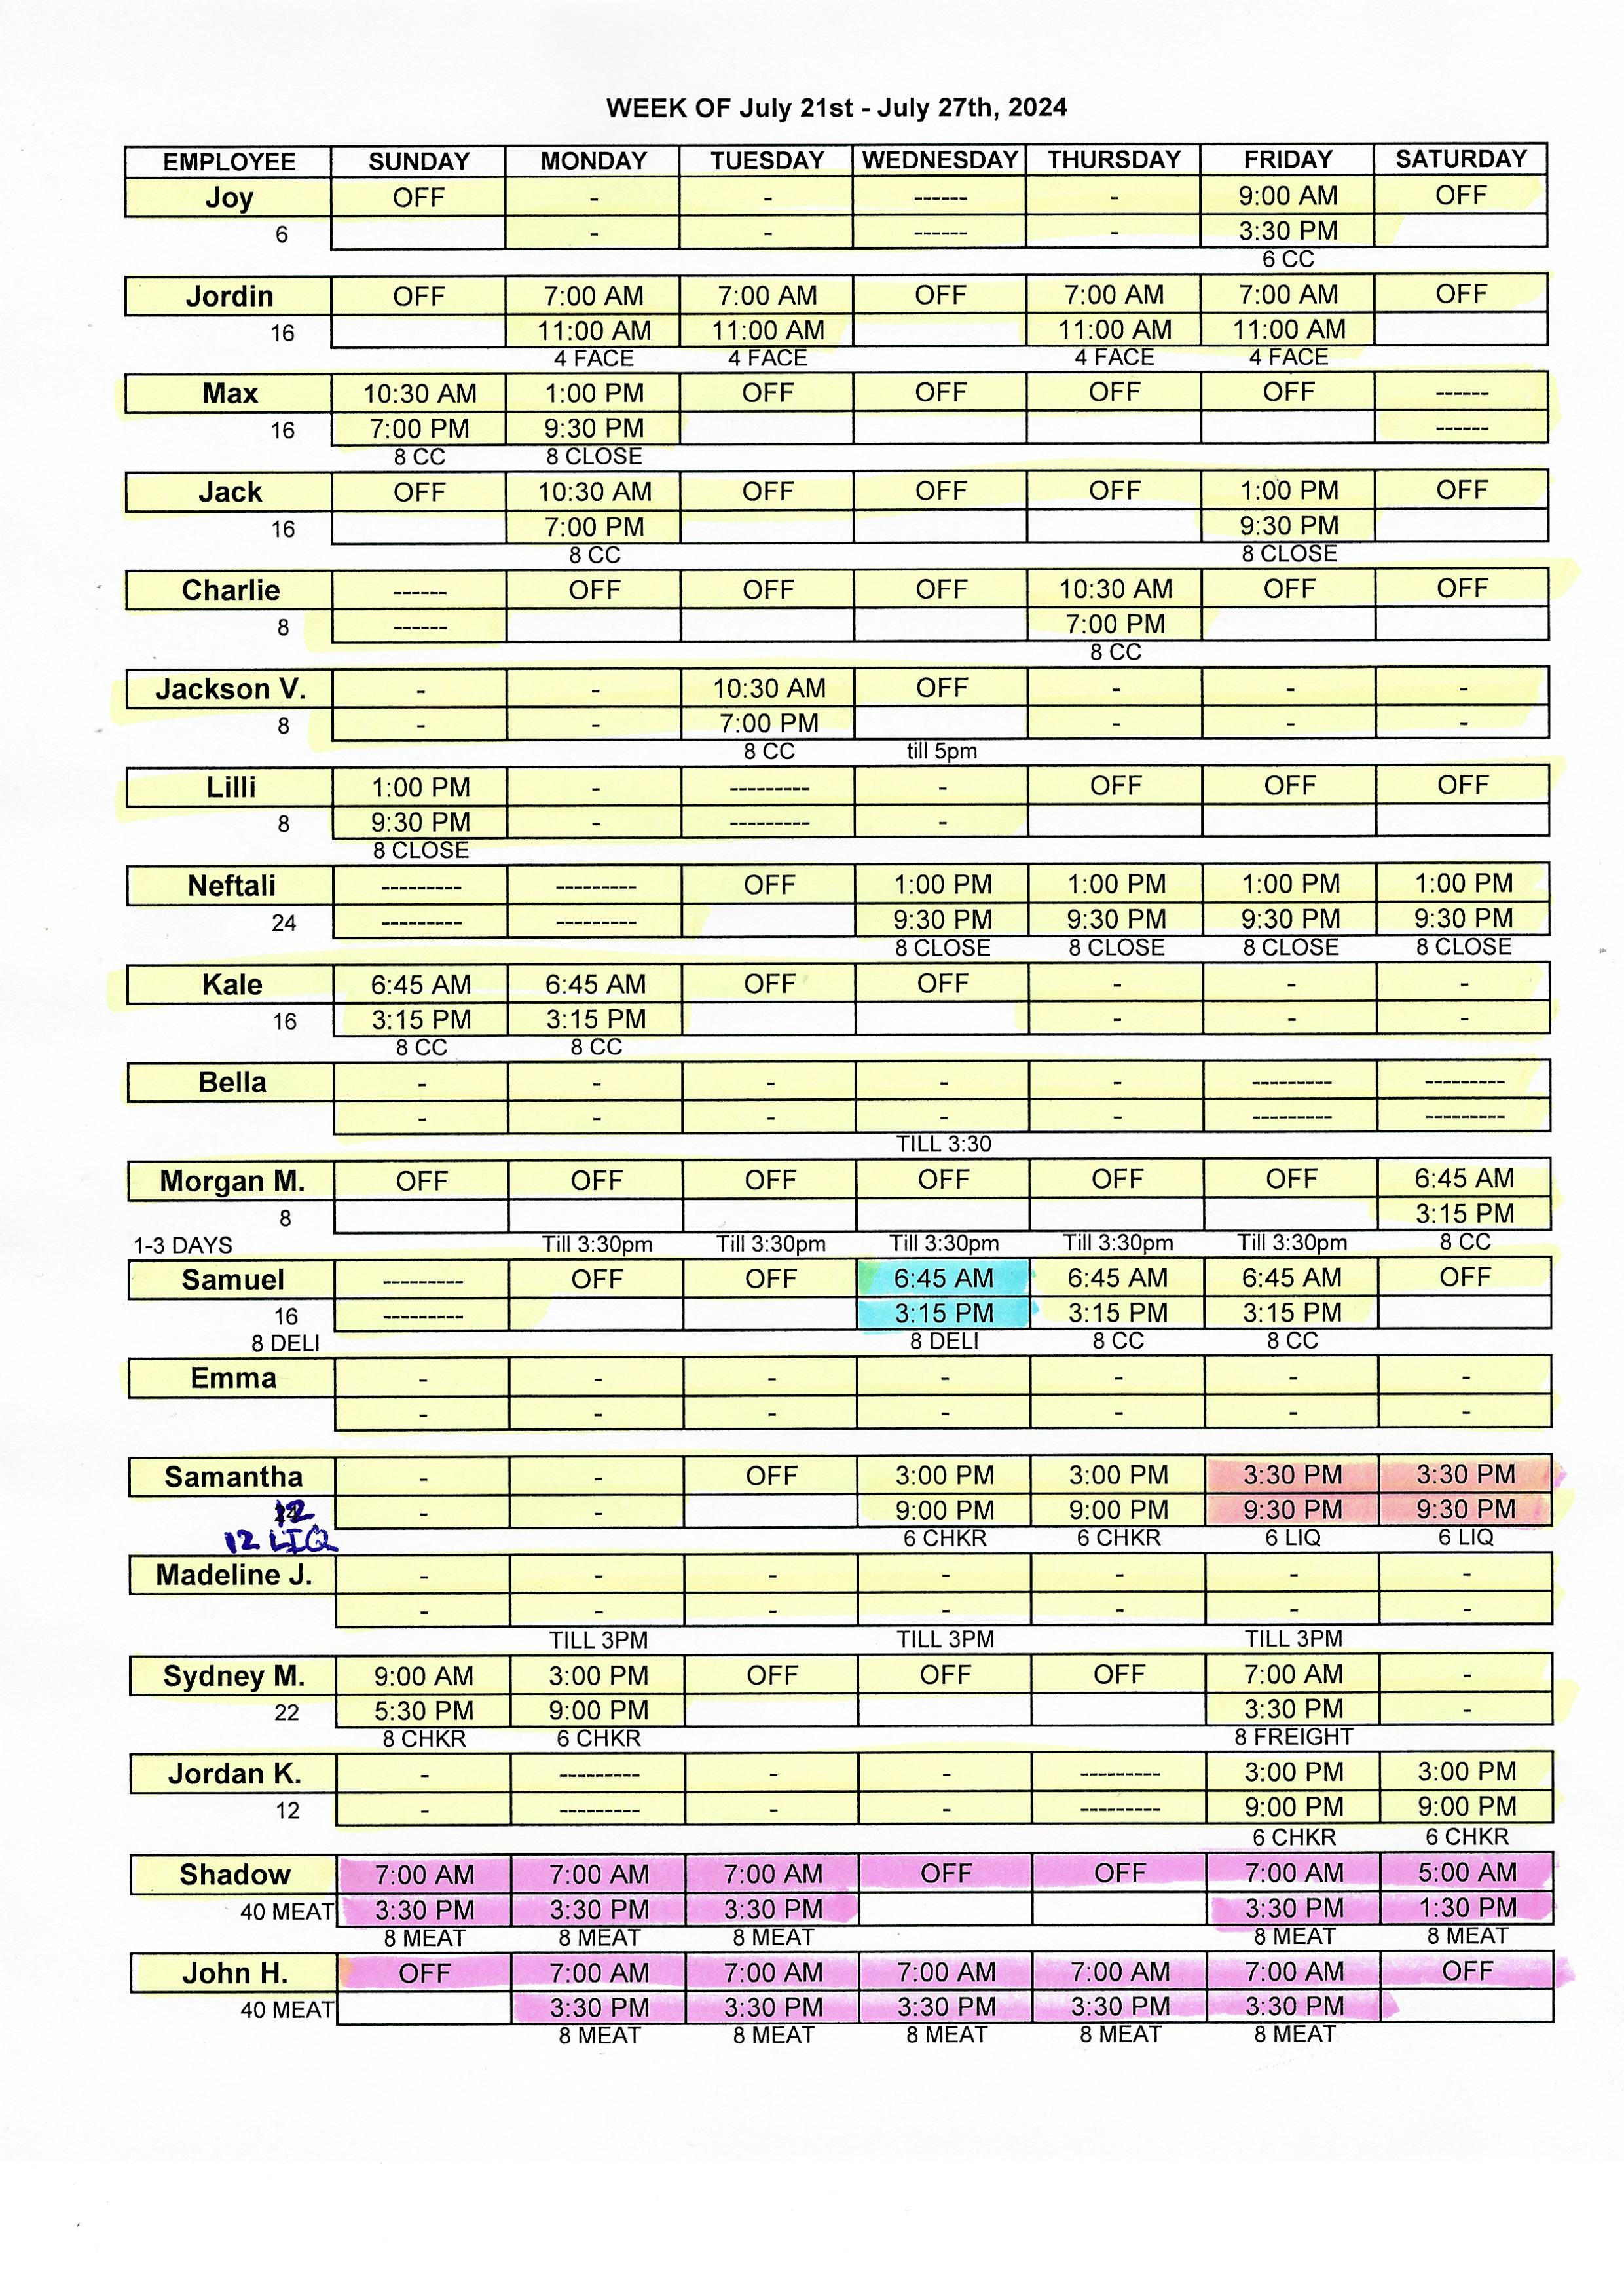 WEEK OF July 21st - July 27th, 2024
EMPLOYEE SUNDAY MONDAY TUESDAY WEDNESDAY THURSDAY FRIDAY SATURDAY
Joy OFF - - ------ - 9:00 AM OFF
6 - - ------ - 3:30 PM
6 CC
Jordin OFF 7:00 AM 7:00 AM OFF 7:00 AM 7:00 AM OFF
16 11:00 AM 11:00 AM 11:00 AM 11:00 AM
4 FACE 4 FACE 4 FACE 4 FACE
Max 10:30 AM 1:00 PM OFF OFF OFF OFF ------
16 7:00 PM 9:30 PM ------
8 CC 8 CLOSE
Jack OFF 10:30 AM OFF OFF OFF 1:00 PM OFF
16 7:00 PM 9:30 PM
8 CC 8 CLOSE
Charlie ------ OFF OFF OFF 10:30 AM OFF OFF
8 ------ 7:00 PM
8 CC
Jackson V. - - 10:30 AM OFF - - -
8 - - 7:00 PM - - -
8 CC till 5pm
Lilli 1:00 PM - --------- - OFF OFF OFF
8 9:30 PM - --------- -
8 CLOSE
Neftali --------- --------- OFF 1:00 PM 1:00 PM 1:00 PM 1:00 PM
24 --------- --------- 9:30 PM 9:30 PM 9:30 PM 9:30 PM
8 CLOSE 8 CLOSE 8 CLOSE 8 CLOSE
Kale 6:45 AM 6:45 AM OFF OFF - - -
16 3:15 PM 3:15 PM - - -
8 CC 8 CC
Bella - - - - - --------- ---------
- - - - - --------- ---------
TILL 3:30
Morgan M. OFF OFF OFF OFF OFF OFF 6:45 AM
8 3:15 PM
1-3 DAYS Till 3:30pm Till 3:30pm Till 3:30pm Till 3:30pm Till 3:30pm 8 CC
Samuel --------- OFF OFF 6:45 AM 6:45 AM 6:45 AM OFF
16 --------- 3:15 PM 3:15 PM 3:15 PM
8 DELI 8 DELI 8 CC 8 CC
Emma - - - - - - -
- - - - - - -
Samantha - - OFF 3:00 PM 3:00 PM 3:30 PM 3:30 PM
12 - - 9:00 PM 9:00 PM 9:30 PM 9:30 PM
12 LIQ 6 CHKR 6 CHKR 6 LIQ 6 LIQ
Madeline J. - - - - - - -
- - - - - - -
TILL 3PM TILL 3PM TILL 3PM
Sydney M. 9:00 AM 3:00 PM OFF OFF OFF 7:00 AM -
22 5:30 PM 9:00 PM 3:30 PM -
8 CHKR 6 CHKR 8 FREIGHT
Jordan K. - --------- - - --------- 3:00 PM 3:00 PM
12 - --------- - - --------- 9:00 PM 9:00 PM
6 CHKR 6 CHKR
Shadow 7:00 AM 7:00 AM 7:00 AM OFF OFF 7:00 AM 5:00 AM
40 MEAT 3:30 PM 3:30 PM 3:30 PM 3:30 PM 1:30 PM
8 MEAT 8 MEAT 8 MEAT 8 MEAT 8 MEAT
John H. OFF 7:00 AM 7:00 AM 7:00 AM 7:00 AM 7:00 AM OFF
40 MEAT 3:30 PM 3:30 PM 3:30 PM 3:30 PM 3:30 PM
8 MEAT 8 MEAT 8 MEAT 8 MEAT 8 MEAT